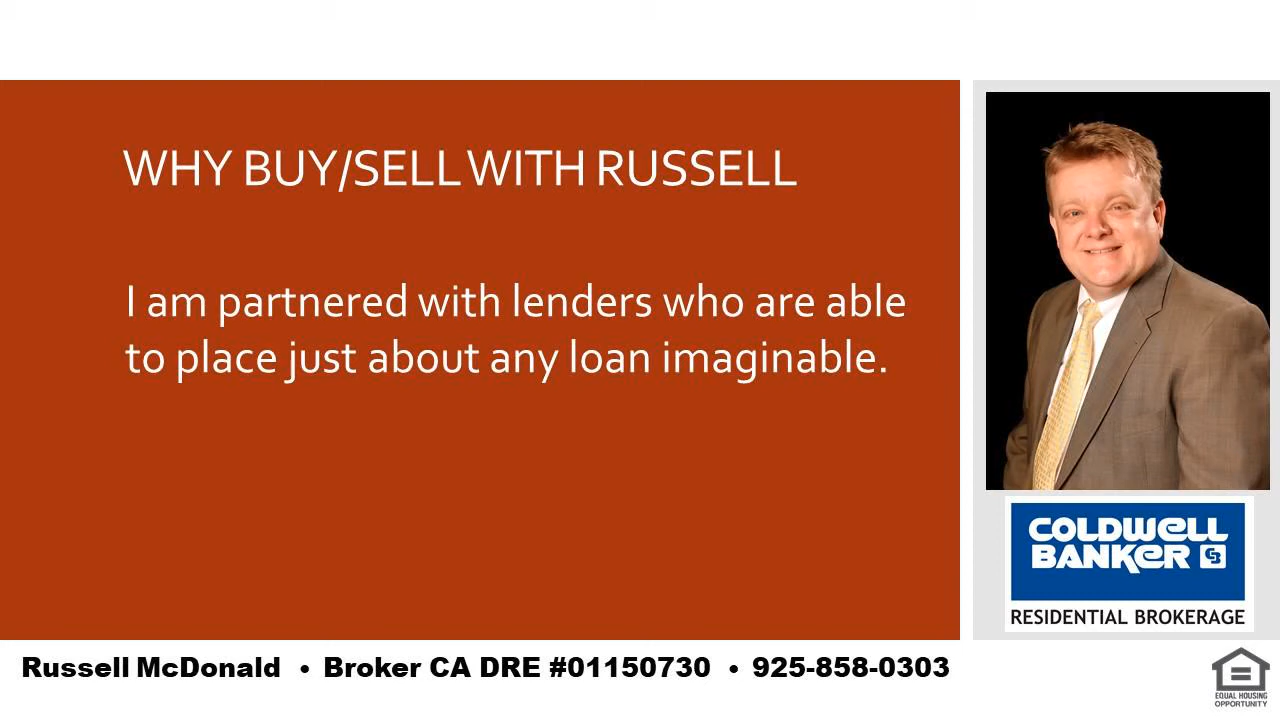 WHY BUY/SELL WITH RUSSELL
I am partnered with lenders who are able
to place just about any loan imaginable.
COLDWELL
BANKER CB
RESIDENTIAL BROKERAGE
Russell McDonald • Broker CA DRE #01150730 • 925-858-0303
EQUAL HOUSING
OPPORTUNITY